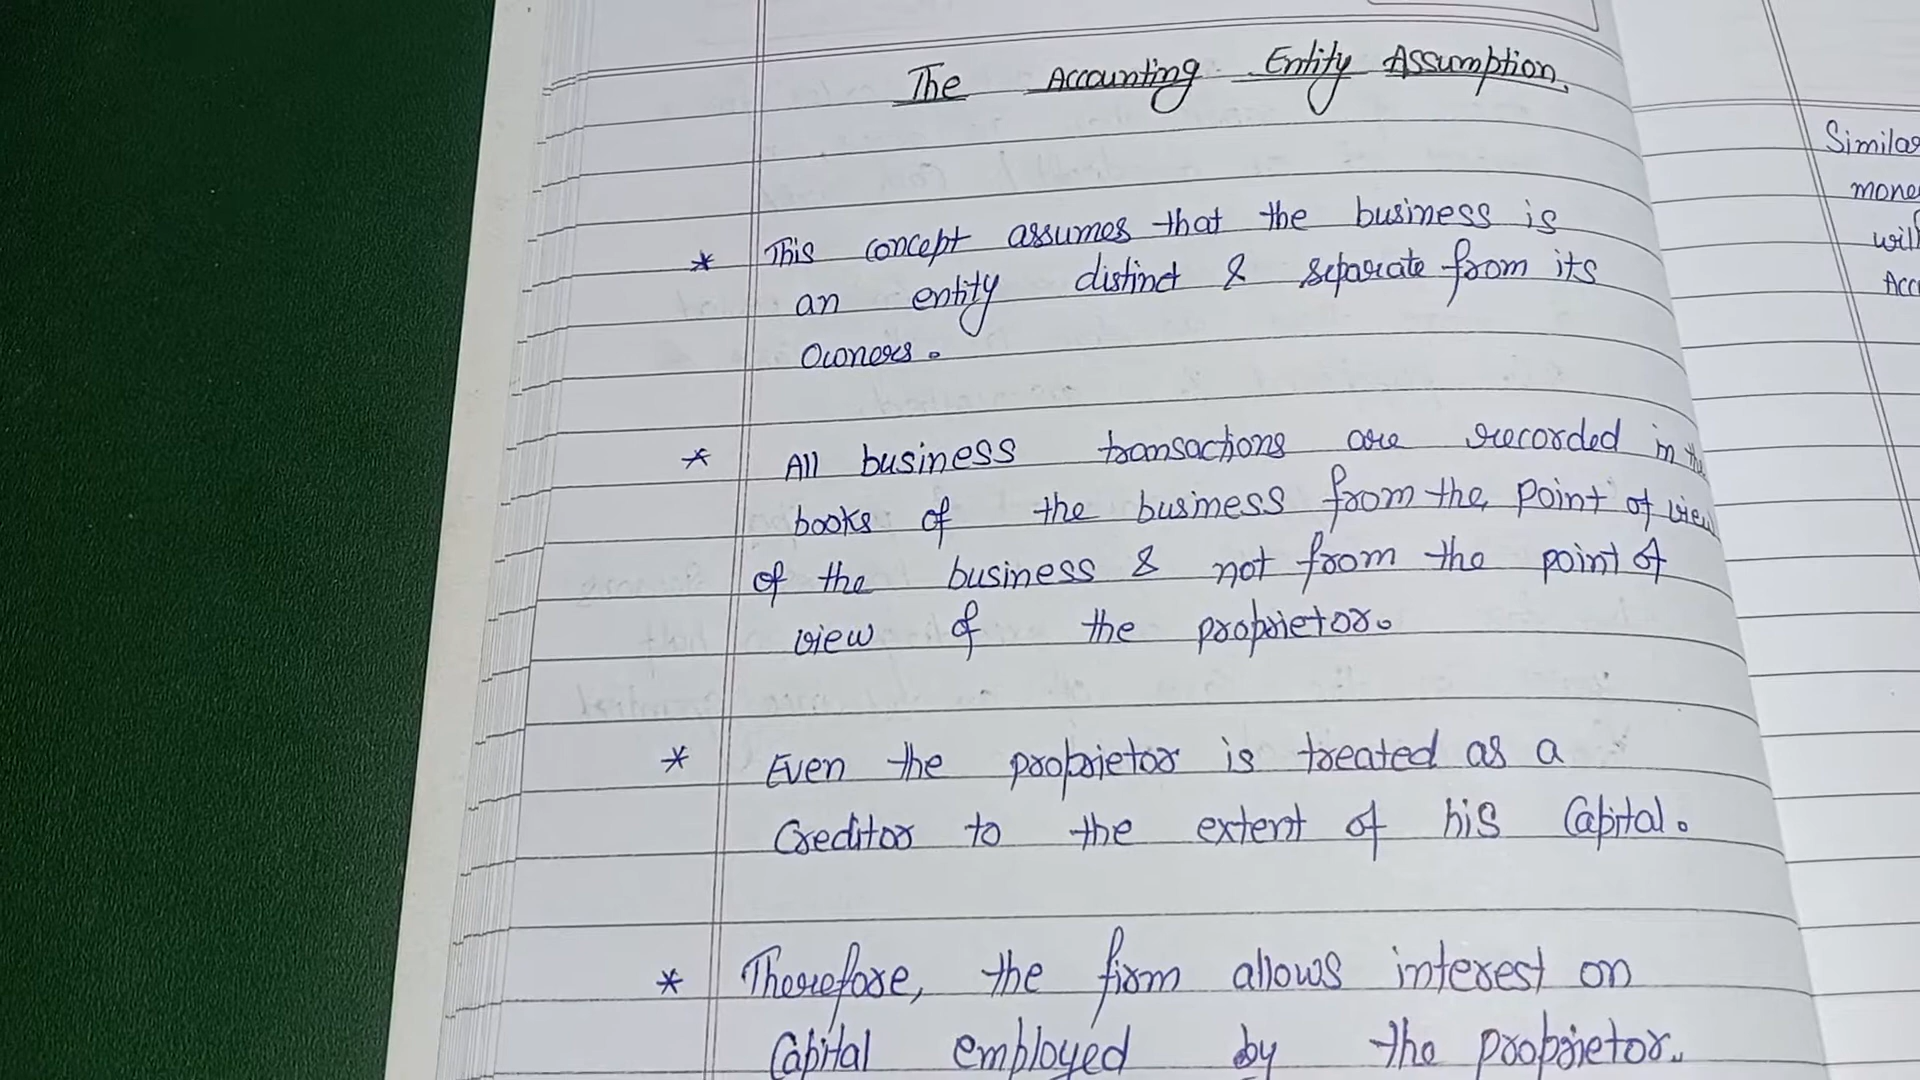 The Accounting Entity Assumption.
* This concept assumes that the business is
an entity distinct & separate from its
owners.
* All business transactions are recorded in the
books of the business from the point of view
of the business & not from the point of
view of the proprietor.
* Even the proprietor is treated as a
Creditor to the extent of his Capital.
* Therefore, the firm allows interest on
Capital employed by the proprietor.
Similar
mone
will
Acc